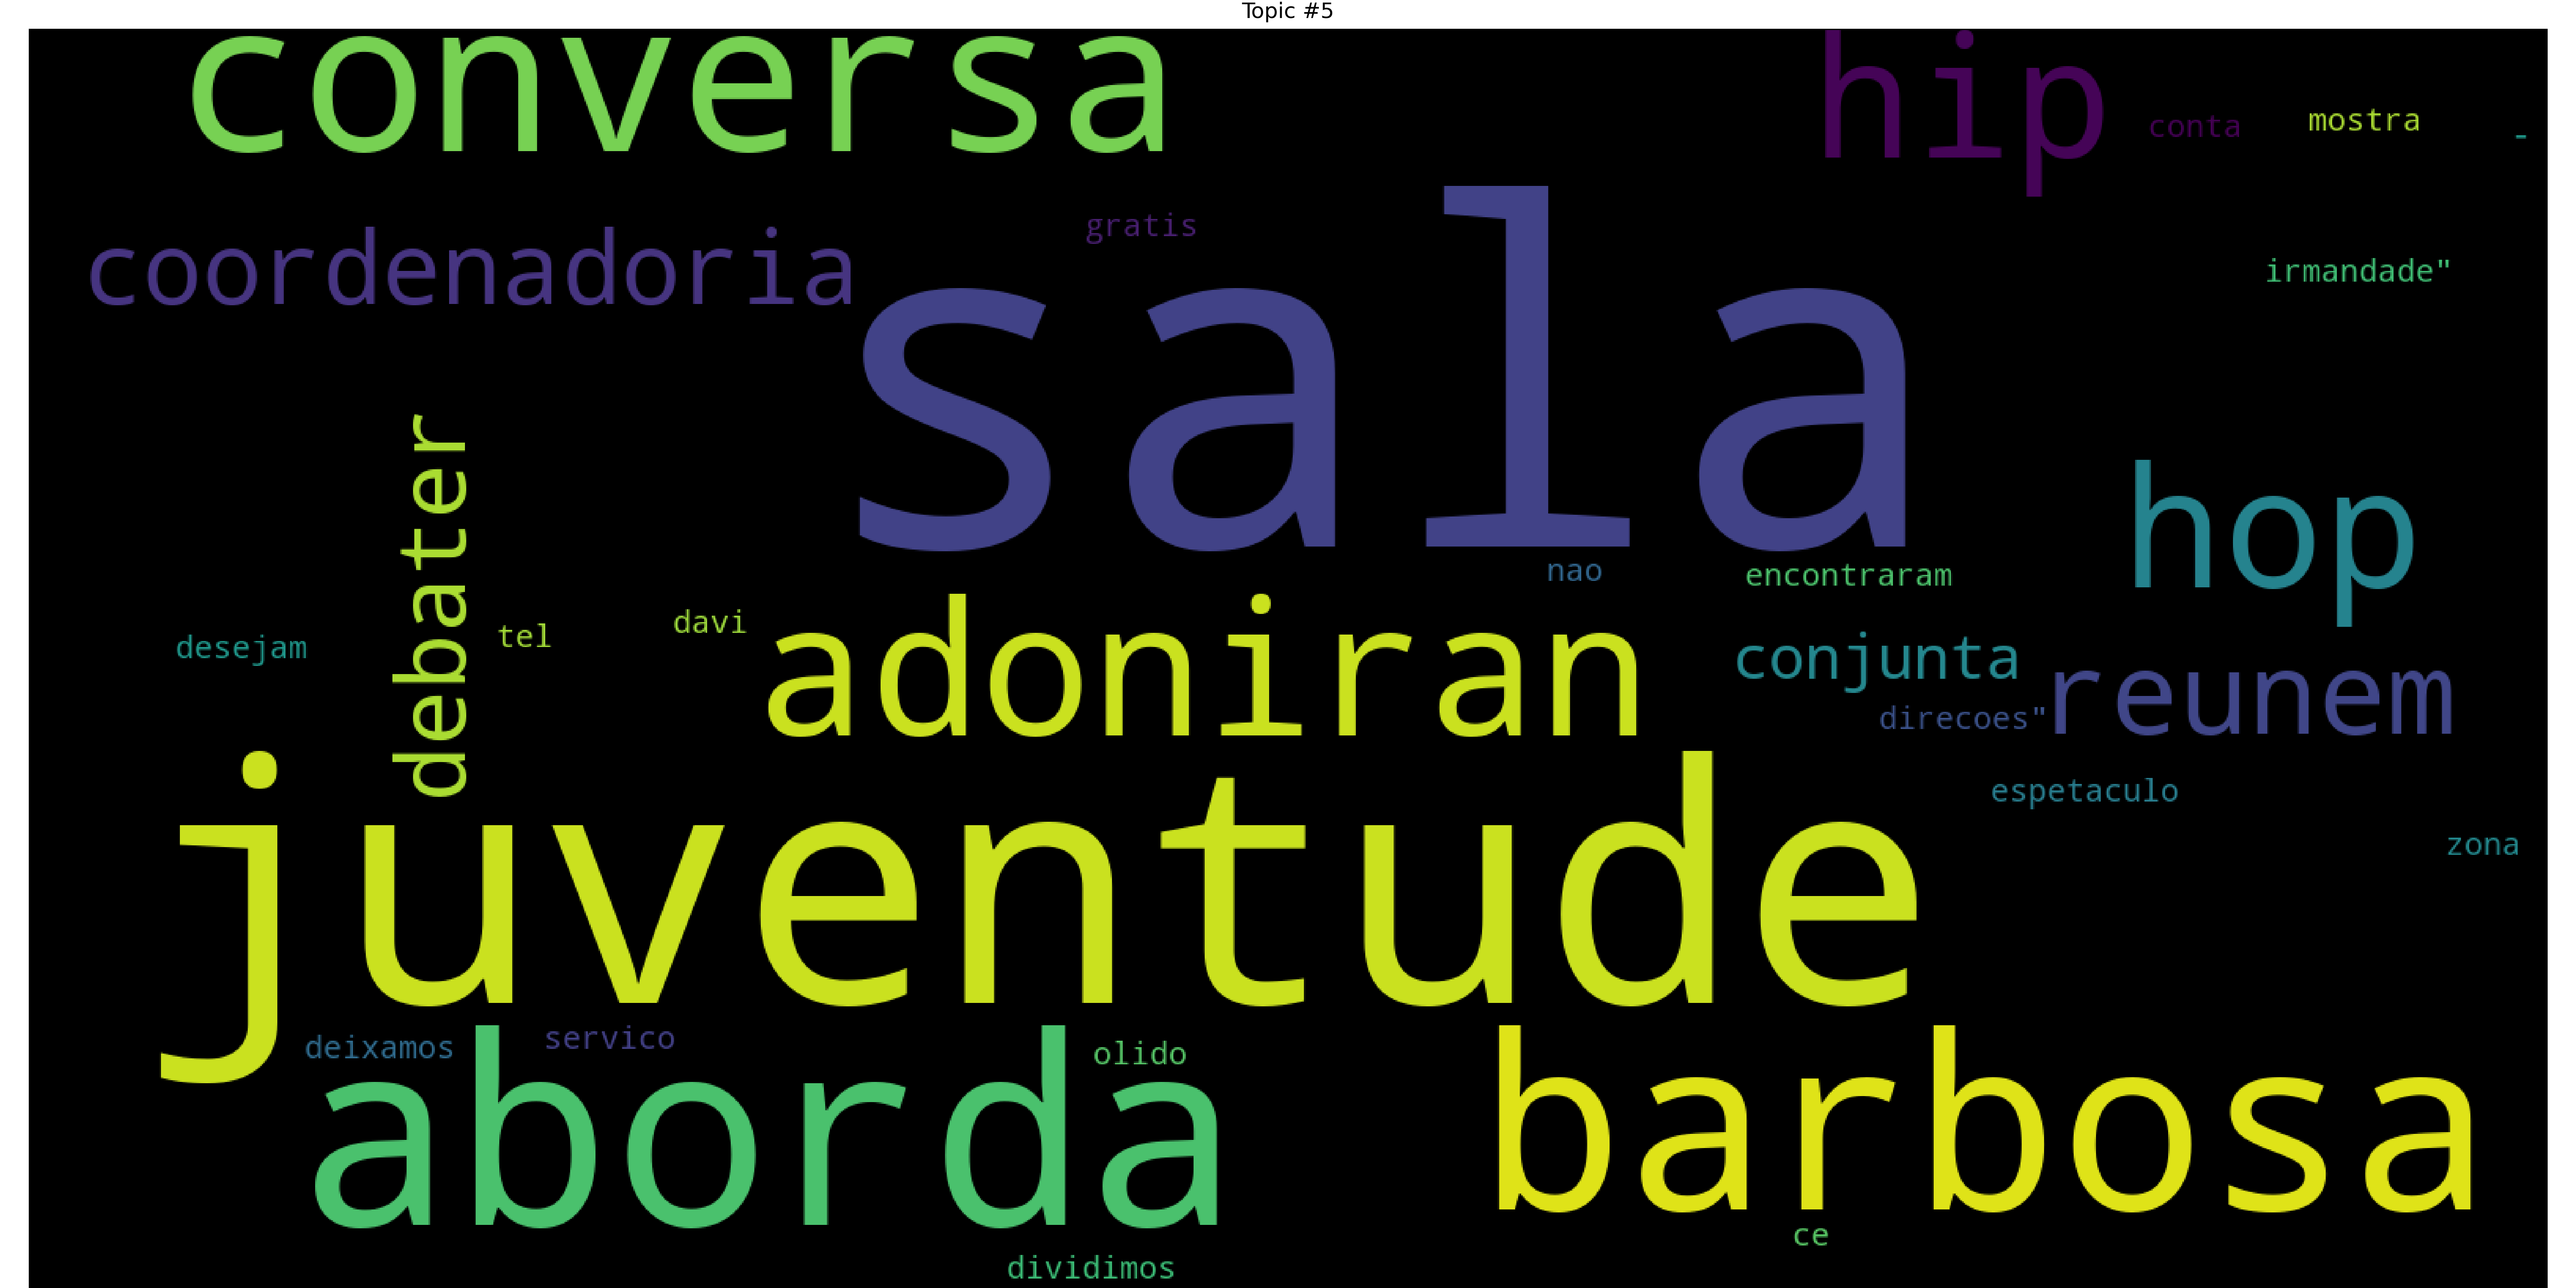 Topic #5
conversa
hip
conta
mostra
-
coordenadoria
gratis
sala
irmandade"
debater
hop
nao
encontraram
desejam
tel
davi
adoniran
conjunta
reunem
direcoes"
espetaculo
zona
juventude
deixamos
servico
olido
aborda
barbosa
ce
dividimos